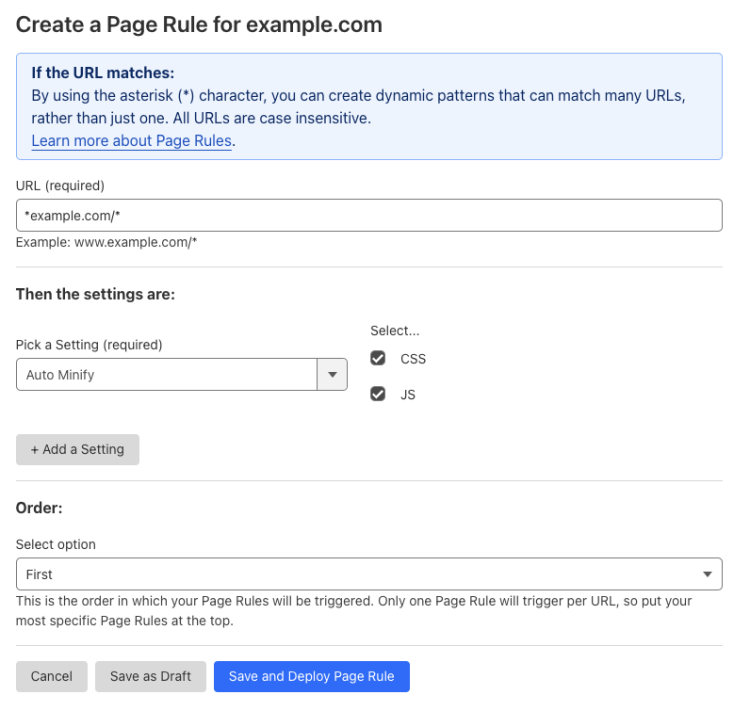 Create a Page Rule for example.com
If the URL matches:
By using the asterisk (*) character, you can create dynamic patterns that can match many URLs,
rather than just one. All URLs are case insensitive.
Learn more about Page Rules.
URL (required)
*example.com/*
Example: www.example.com/*
Then the settings are:
Pick a Setting (required)
Auto Minify
Select...
CSS
JS
+ Add a Setting
Order:
Select option
First
This is the order in which your Page Rules will be triggered. Only one Page Rule will trigger per URL, so put your
most specific Page Rules at the top.
Cancel
Save as Draft
Save and Deploy Page Rule